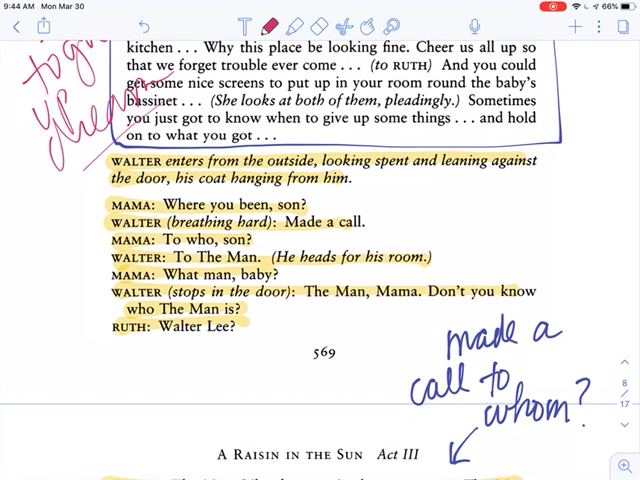 9:44 AM Mon Mar 30
66%
kitchen . . . Why this place be looking fine. Cheer us all up so
that we forget trouble ever come . . . (to RUTH) And you could
get some nice screens to put up in your room round the baby's
bassinet . . . (She looks at both of them, pleadingly.) Sometimes
you just got to know when to give up some things . . . and hold
on to what you got . . .
WALTER enters from the outside, looking spent and leaning against
the door, his coat hanging from him.
MAMA: Where you been, son?
WALTER (breathing hard): Made a call.
MAMA: To who, son?
WALTER: To The Man. (He heads for his room.)
MAMA: What man, baby?
WALTER (stops in the door): The Man, Mama. Don't you know
who The Man is?
RUTH: Walter Lee?
569
made a
call to
whom?
8
/
17
A RAISIN IN THE SUN Act III